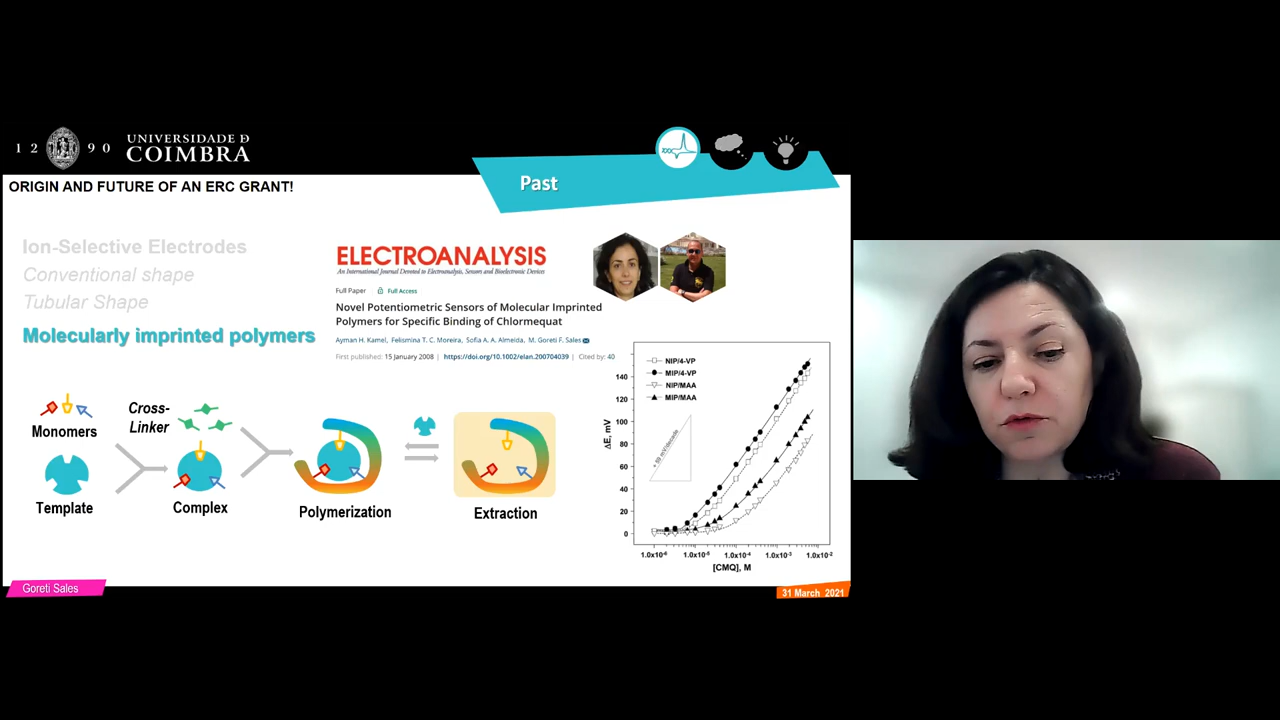 1 2 9 0
UNIVERSIDADE D
COIMBRA
Past
ORIGIN AND FUTURE OF AN ERC GRANT!
Ion-Selective Electrodes
Conventional shape
Tubular Shape
Molecularly imprinted polymers
ELECTROANALYSIS
An International Journal Devoted to Electroanalysis, Sensors and Bioelectronic Devices
Full Paper Full Access
Novel Potentiometric Sensors of Molecular Imprinted
Polymers for Specific Binding of Chlormequat
Ayman H. Kamel, Felismina T. C. Moreira, Sofia A. A. Almeida, M. Goreti F. Sales
First published: 15 January 2008 | https://doi.org/10.1002/elan.200704039 | Cited by: 40
Monomers
Cross-
Linker
Template
Complex
Polymerization
Extraction
NIP/4-VP
MIP/4-VP
NIP/MAA
MIP/MAA
140
120
100
80
60
40
20
0
ΔE, mV
1.0x10-6 1.0x10-5 1.0x10-4 1.0x10-3 1.0x10-2
[CMQ], M
Goreti Sales
31 March 2021